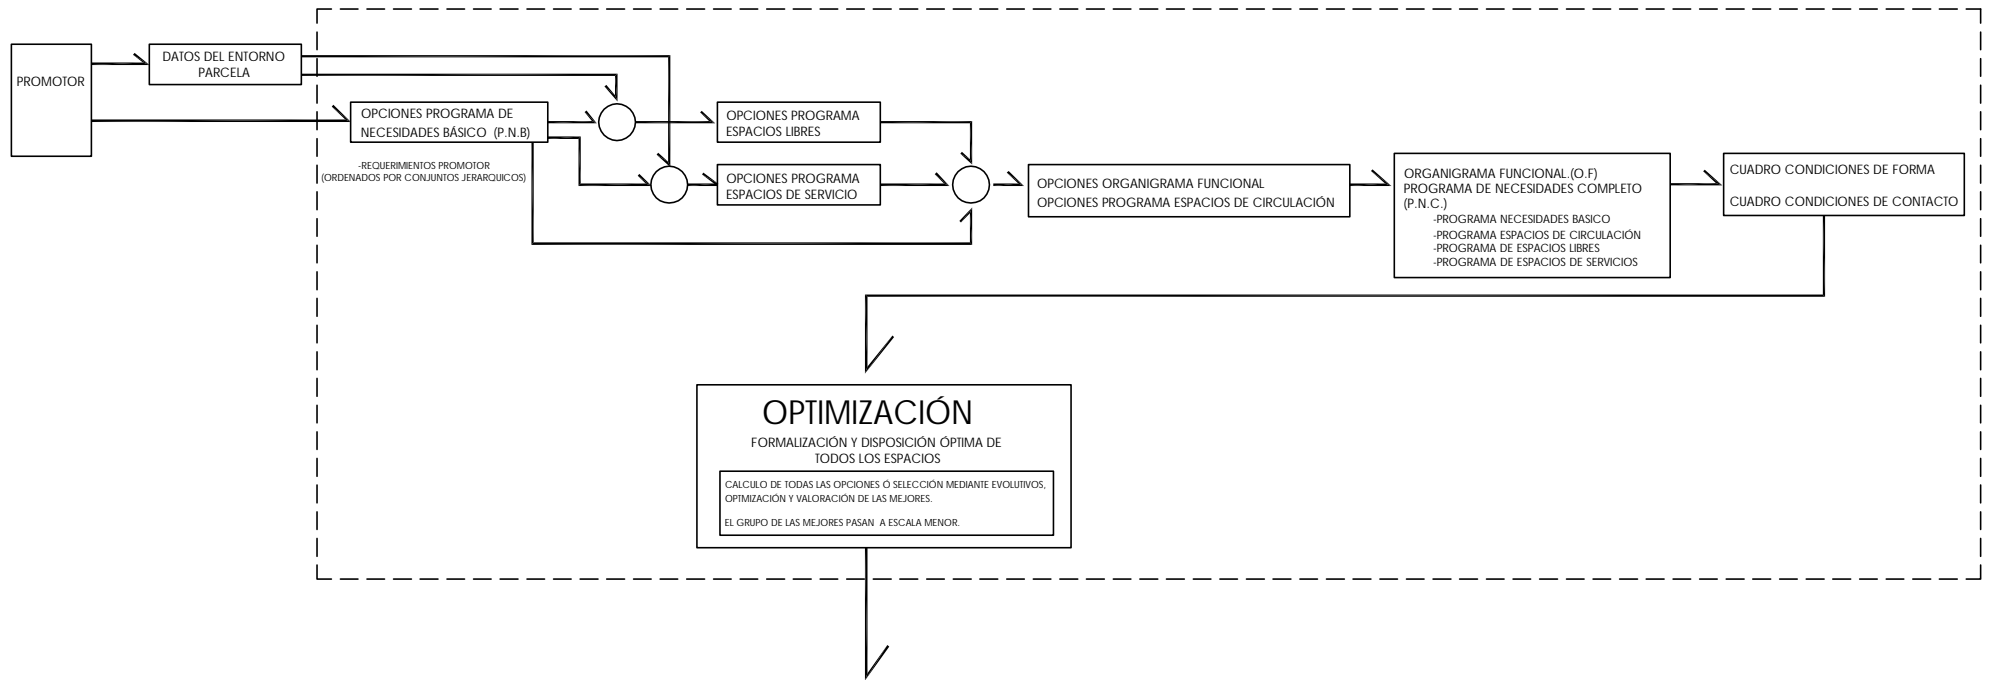 PROMOTOR
DATOS DEL ENTORNO
PARCELA
OPCIONES PROGRAMA DE
NECESIDADES BÁSICO (P.N.B)
-REQUERIMIENTOS PROMOTOR
(ORDENADOS POR CONJUNTOS JERARQUICOS)
OPCIONES PROGRAMA
ESPACIOS LIBRES
OPCIONES PROGRAMA
ESPACIOS DE SERVICIO
OPCIONES ORGANIGRAMA FUNCIONAL
OPCIONES PROGRAMA ESPACIOS DE CIRCULACIÓN
ORGANIGRAMA FUNCIONAL.(O.F)
PROGRAMA DE NECESIDADES COMPLETO
(P.N.C.)
-PROGRAMA NECESIDADES BASICO
-PROGRAMA ESPACIOS DE CIRCULACIÓN
-PROGRAMA DE ESPACIOS LIBRES
-PROGRAMA DE ESPACIOS DE SERVICIOS
CUADRO CONDICIONES DE FORMA
CUADRO CONDICIONES DE CONTACTO
OPTIMIZACIÓN
FORMALIZACIÓN Y DISPOSICIÓN ÓPTIMA DE
TODOS LOS ESPACIOS
CALCULO DE TODAS LAS OPCIONES Ó SELECCIÓN MEDIANTE EVOLUTIVOS,
OPTMIZACIÓN Y VALORACIÓN DE LAS MEJORES.
EL GRUPO DE LAS MEJORES PASAN A ESCALA MENOR.